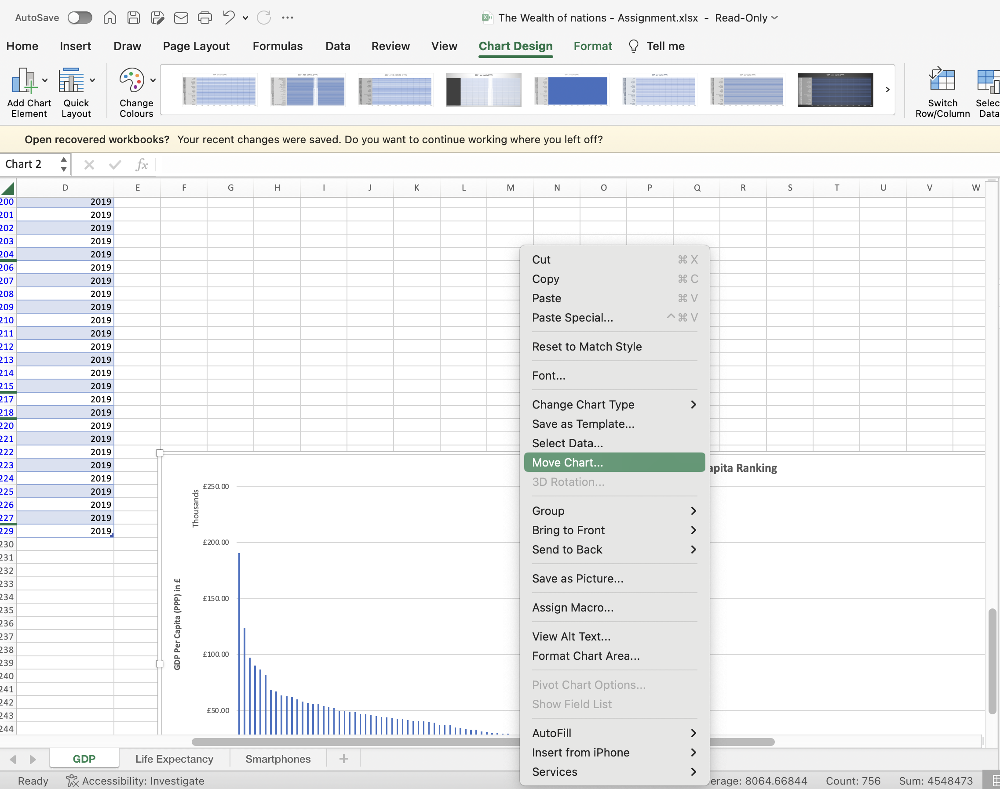 AutoSave
The Wealth of nations - Assignment.xlsx - Read-Only
Home Insert Draw Page Layout Formulas Data Review View Chart Design Format Tell me
Add Chart Element
Quick Layout
Change Colours
Switch Row/Column
Selec Data
Open recovered workbooks? Your recent changes were saved. Do you want to continue working where you left off?
Chart 2 fx
D E F G H I J K L M N O P Q R S T U V W
200 2019
201 2019
202 2019
203 2019
204 2019
206 2019
207 2019
208 2019
209 2019
210 2019
211 2019
212 2019
213 2019
214 2019
215 2019
217 2019
218 2019
220 2019
221 2019
222 2019
223 2019
224 2019
225 2019
226 2019
227 2019
229 2019
230
231
232
233
234
235
236
237
238
239
240
241
242
243
244
apita Ranking
Thousands
GDP Per Capita (PPP) in £
£250.00
£200.00
£150.00
£100.00
£50.00
Cut ⌘ X
Copy ⌘ C
Paste ⌘ V
Paste Special... ^ ⌘ V
Reset to Match Style
Font...
Change Chart Type
Save as Template...
Select Data...
Move Chart...
3D Rotation...
Group
Bring to Front
Send to Back
Save as Picture...
Assign Macro...
View Alt Text...
Format Chart Area...
Pivot Chart Options...
Show Field List
AutoFill
Insert from iPhone
Services
GDP Life Expectancy Smartphones +
Ready Accessibility: Investigate erage: 8064.66844 Count: 756 Sum: 4548473